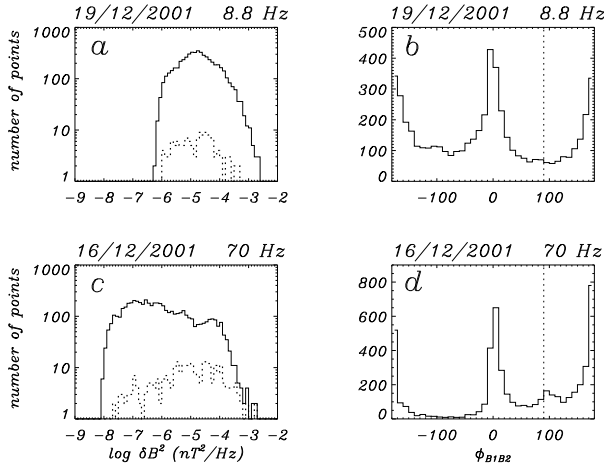 19/12/2001 8.8 Hz
19/12/2001 8.8 Hz
a
b
number of points
1000
100
10
1
500
400
300
200
100
0
-9 -8 -7 -6 -5 -4 -3 -2
-100 0 100
16/12/2001 70 Hz
16/12/2001 70 Hz
c
d
number of points
1000
100
10
1
800
600
400
200
0
-9 -8 -7 -6 -5 -4 -3 -2
-100 0 100
log δB² (nT²/Hz)
ϕB1B2